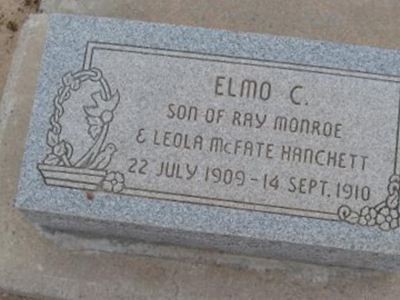 ELMO C.
SON OF RAY MONROE
& LEOLA McFATE HANCHETT
22 JULY 1909 - 14 SEPT. 1910